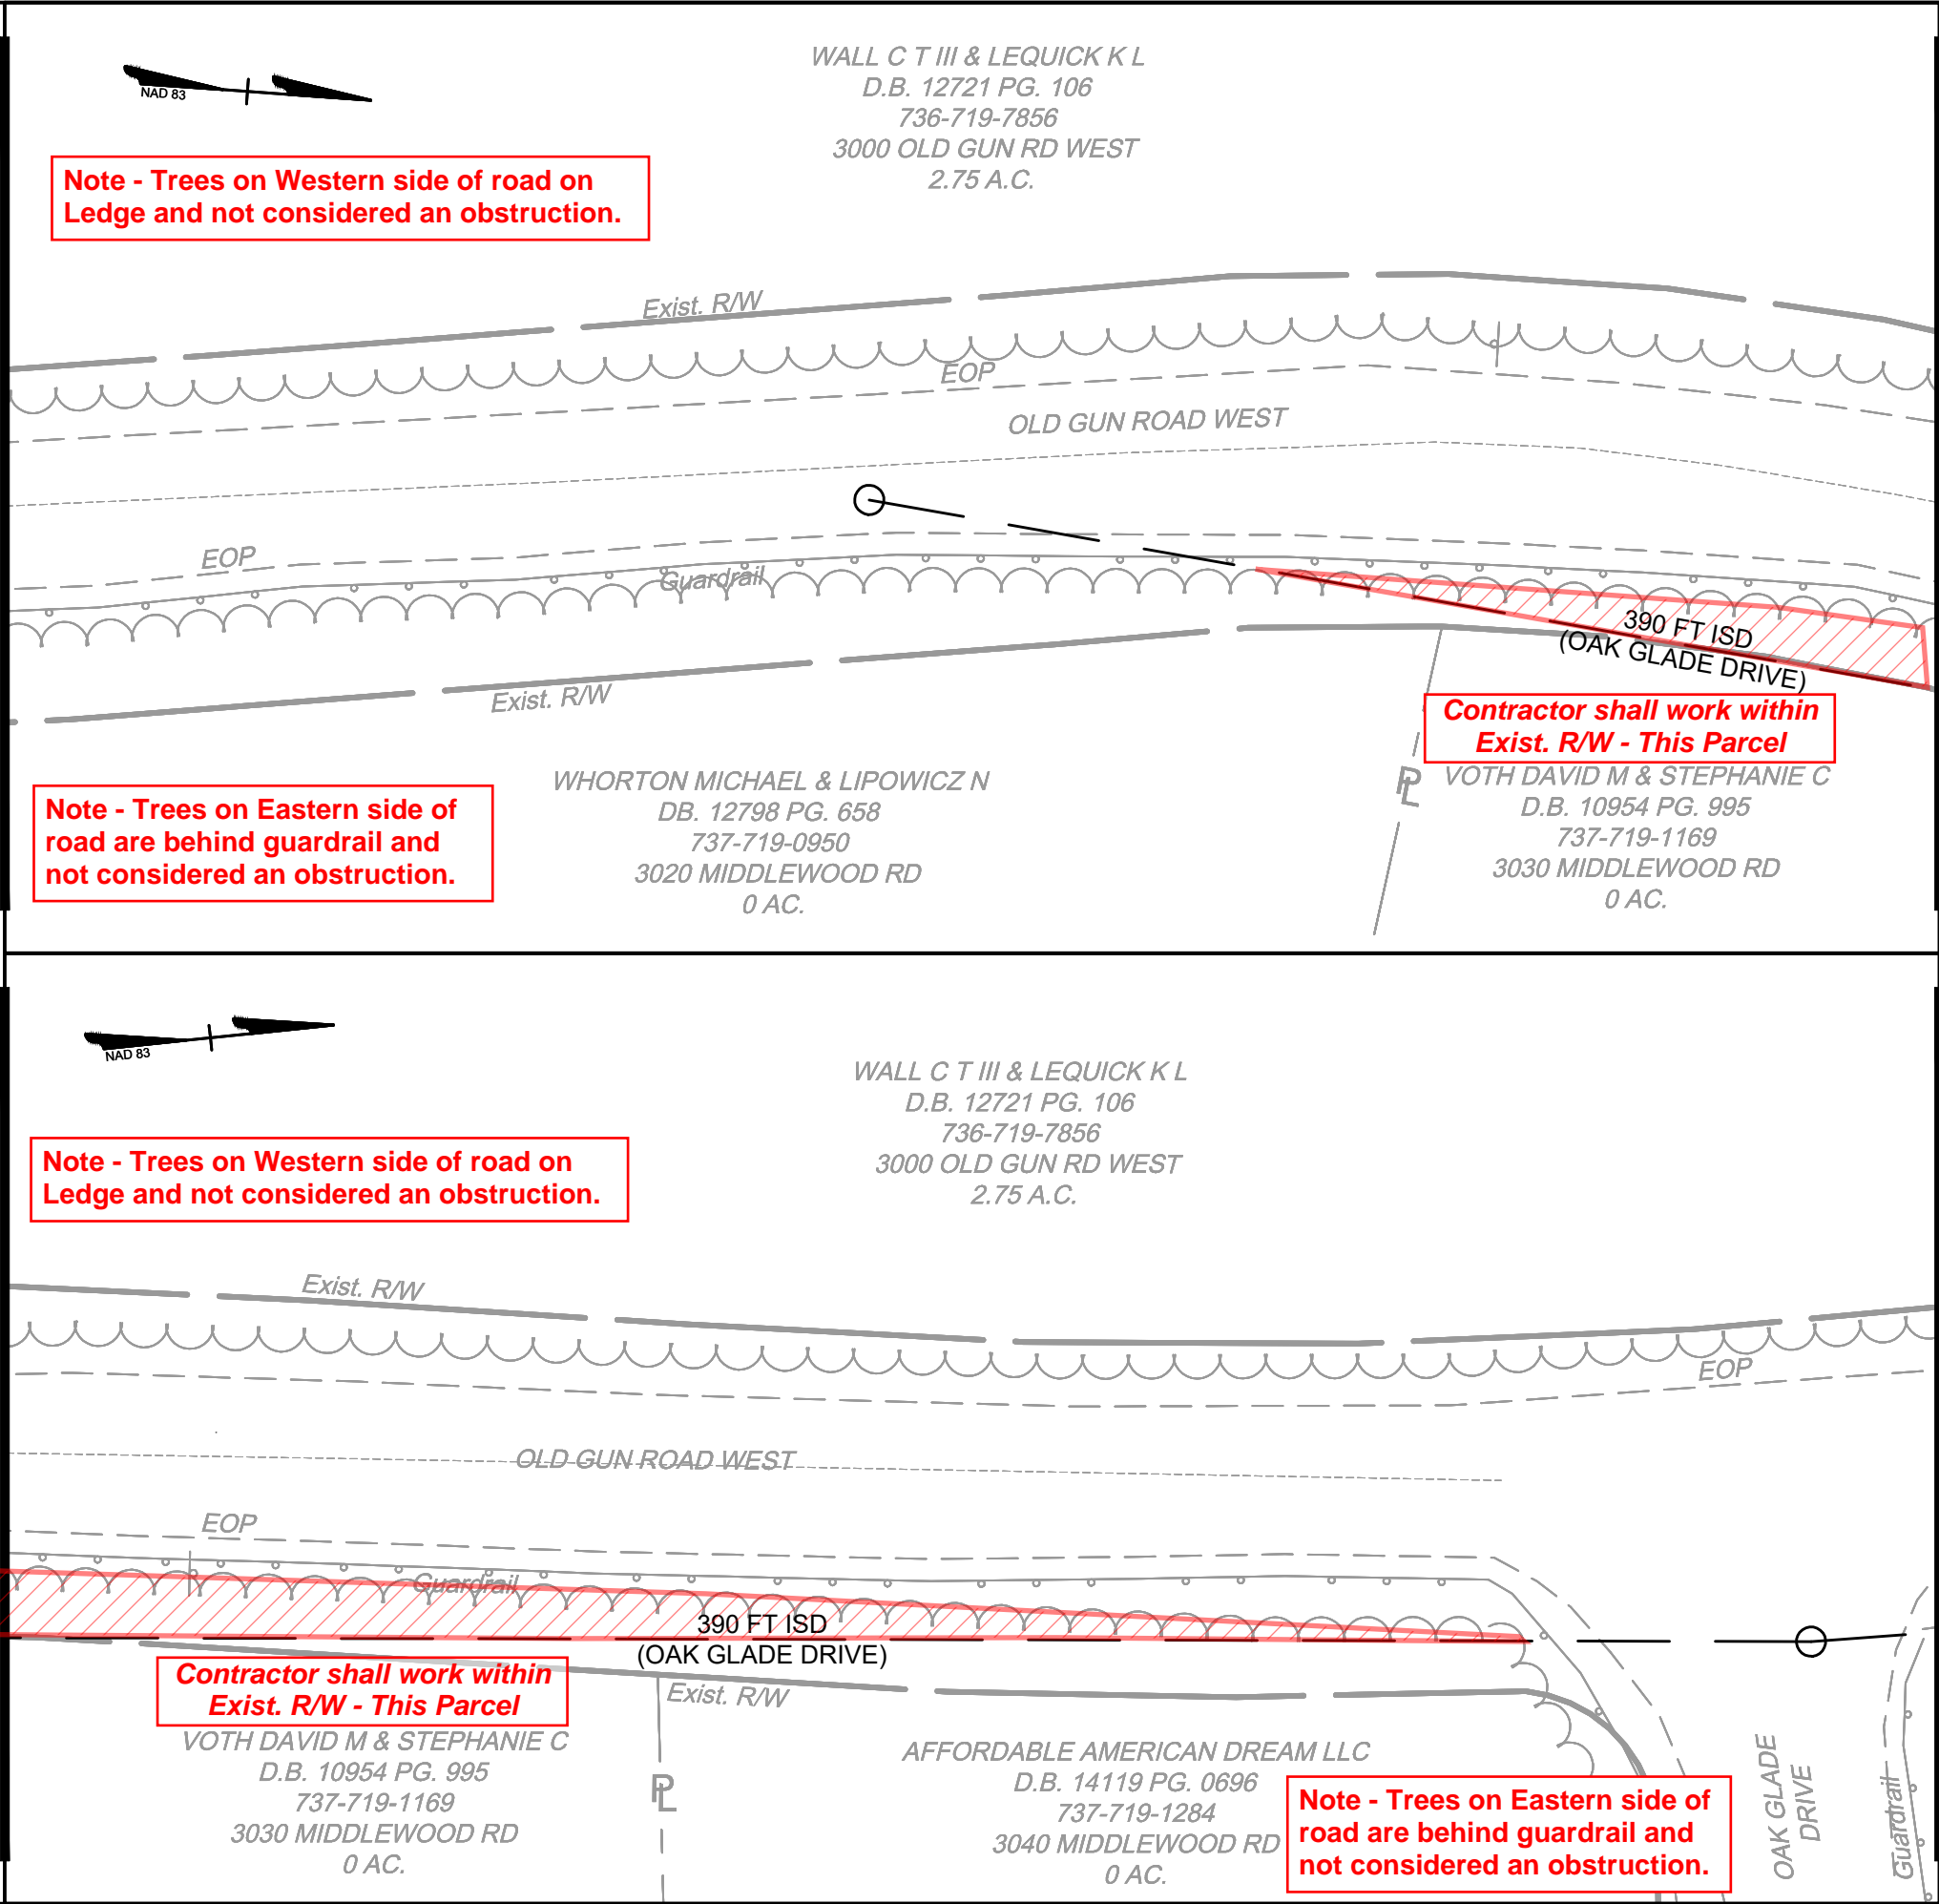 NAD 83
WALL C T III & LEQUICK K L
D.B. 12721 PG. 106
736-719-7856
3000 OLD GUN RD WEST
2.75 A.C.
Note - Trees on Western side of road on
Ledge and not considered an obstruction.
Exist. R/W
EOP
OLD GUN ROAD WEST
EOP
Guardrail
390 FT ISD
(OAK GLADE DRIVE)
Exist. R/W
Contractor shall work within
Exist. R/W - This Parcel
Note - Trees on Eastern side of
road are behind guardrail and
not considered an obstruction.
WHORTON MICHAEL & LIPOWICZ N
DB. 12798 PG. 658
737-719-0950
3020 MIDDLEWOOD RD
0 AC.
PL
VOTH DAVID M & STEPHANIE C
D.B. 10954 PG. 995
737-719-1169
3030 MIDDLEWOOD RD
0 AC.
NAD 83
WALL C T III & LEQUICK K L
D.B. 12721 PG. 106
736-719-7856
3000 OLD GUN RD WEST
2.75 A.C.
Note - Trees on Western side of road on
Ledge and not considered an obstruction.
Exist. R/W
EOP
OLD GUN ROAD WEST
EOP
Guardrail
390 FT ISD
(OAK GLADE DRIVE)
Contractor shall work within
Exist. R/W - This Parcel
Exist. R/W
VOTH DAVID M & STEPHANIE C
D.B. 10954 PG. 995
737-719-1169
3030 MIDDLEWOOD RD
0 AC.
PL
AFFORDABLE AMERICAN DREAM LLC
D.B. 14119 PG. 0696
737-719-1284
3040 MIDDLEWOOD RD
0 AC.
Note - Trees on Eastern side of
road are behind guardrail and
not considered an obstruction.
OAK GLADE
DRIVE
Guardrail